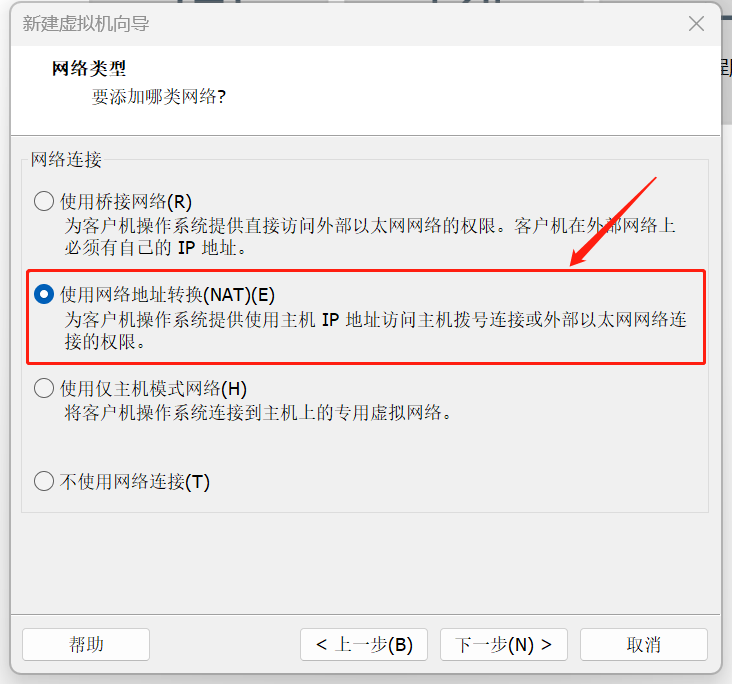 新建虚拟机向导
网络类型
要添加哪类网络?
网络连接
使用桥接网络(R)
为客户机操作系统提供直接访问外部以太网网络的权限。客户机在外部网络上
必须有自己的 IP 地址。
使用网络地址转换(NAT)(E)
为客户机操作系统提供使用主机 IP 地址访问主机拨号连接或外部以太网网络连
接的权限。
使用仅主机模式网络(H)
将客户机操作系统连接到主机上的专用虚拟网络。
不使用网络连接(T)
帮助
< 上一步(B)
下一步(N) >
取消